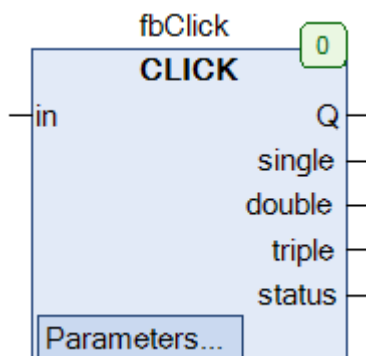 fbClick
0
CLICK
in Q
single
double
triple
status
Parameters...